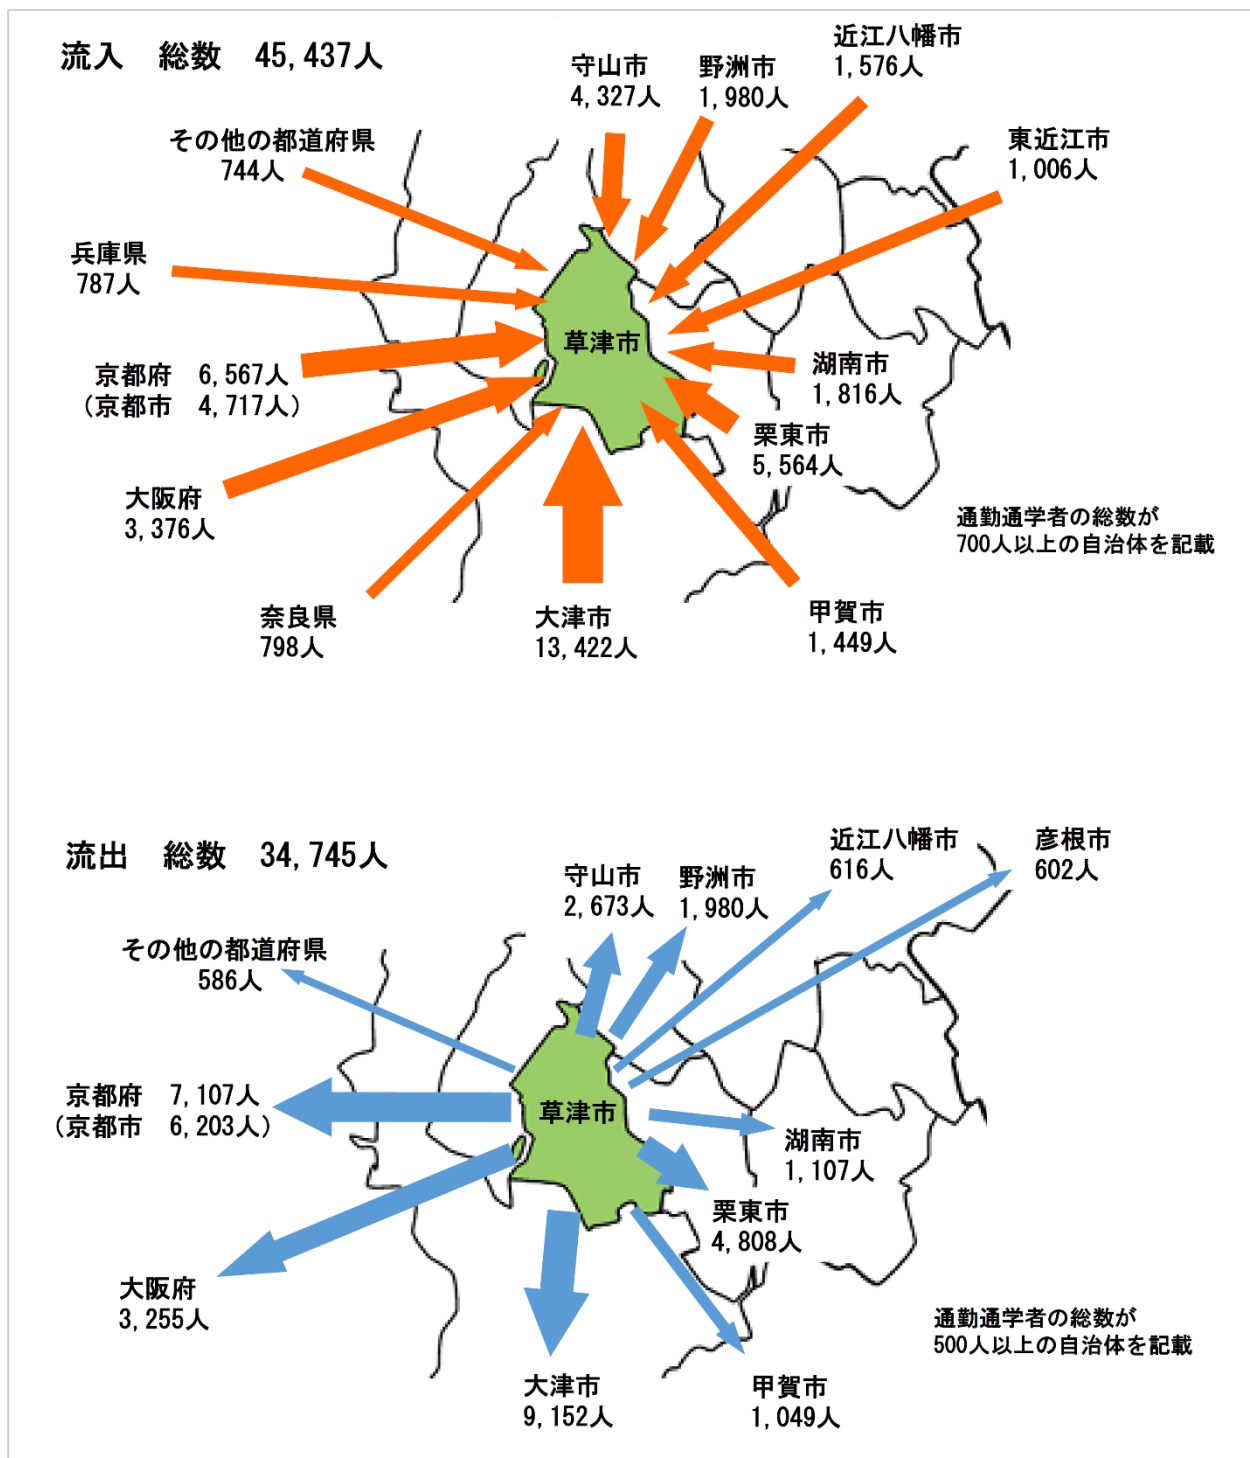 流入　総数　45,437人
守山市
4,327人
野洲市
1,980人
近江八幡市
1,576人
その他の都道府県
744人
東近江市
1,006人
兵庫県
787人
草津市
京都府　6,567人
（京都市　4,717人）
湖南市
1,816人
栗東市
5,564人
大阪府
3,376人
通勤通学者の総数が
700人以上の自治体を記載
奈良県
798人
大津市
13,422人
甲賀市
1,449人
流出　総数　34,745人
守山市
2,673人
野洲市
1,980人
近江八幡市
616人
彦根市
602人
その他の都道府県
586人
京都府　7,107人
（京都市　6,203人）
草津市
湖南市
1,107人
栗東市
4,808人
大阪府
3,255人
通勤通学者の総数が
500人以上の自治体を記載
大津市
9,152人
甲賀市
1,049人